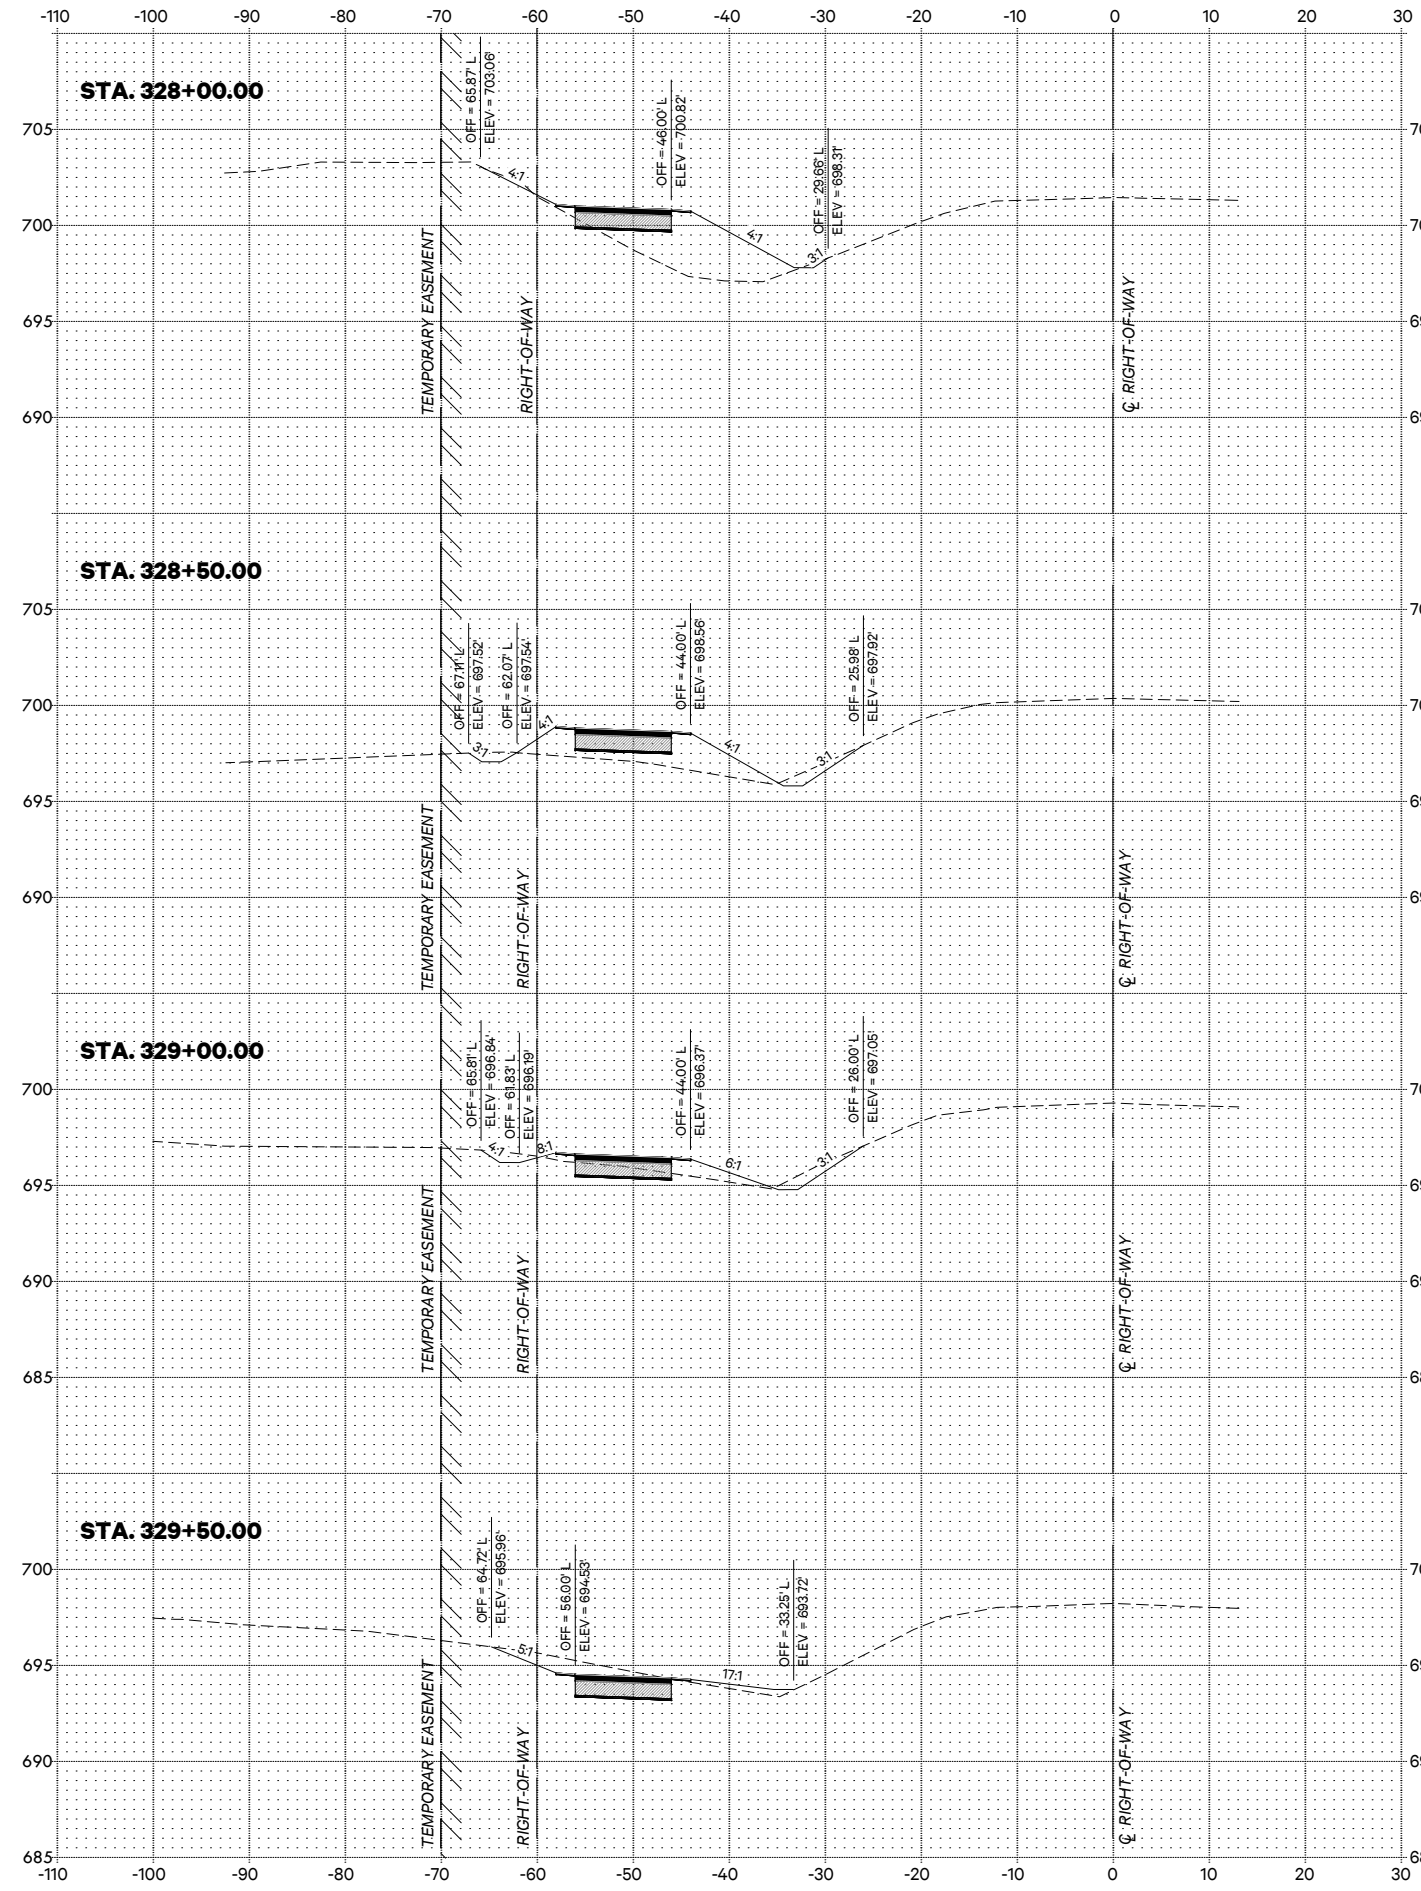 -110 -100 -90 -80 -70 -60 -50 -40 -30 -20 -10 0 10 20 30
STA. 328+00.00
OFF = 65.87' L
ELEV = 703.06'
OFF = 46.00' L
ELEV = 700.82'
OFF = 29.66' L
ELEV = 698.31'
705
700
695
690
4:1
4:1
3:1
TEMPORARY EASEMENT
RIGHT-OF-WAY
℄ RIGHT-OF-WAY
STA. 328+50.00
OFF = 67.11' L
ELEV = 697.52'
OFF = 62.07' L
ELEV = 697.54'
OFF = 44.00' L
ELEV = 698.56'
OFF = 25.98' L
ELEV = 697.92'
705
700
695
690
3:1
4:1
4:1
3:1
TEMPORARY EASEMENT
RIGHT-OF-WAY
℄ RIGHT-OF-WAY
STA. 329+00.00
OFF = 65.81' L
ELEV = 696.84'
OFF = 61.83' L
ELEV = 696.19'
OFF = 44.00' L
ELEV = 696.37'
OFF = 26.00' L
ELEV = 697.05'
700
695
690
685
4:1
8:1
6:1
3:1
TEMPORARY EASEMENT
RIGHT-OF-WAY
℄ RIGHT-OF-WAY
STA. 329+50.00
OFF = 64.72' L
ELEV = 695.96'
OFF = 56.00' L
ELEV = 694.53'
OFF = 33.25' L
ELEV = 693.72'
700
695
690
685
5:1
17:1
TEMPORARY EASEMENT
RIGHT-OF-WAY
℄ RIGHT-OF-WAY
-110 -100 -90 -80 -70 -60 -50 -40 -30 -20 -10 0 10 20 30